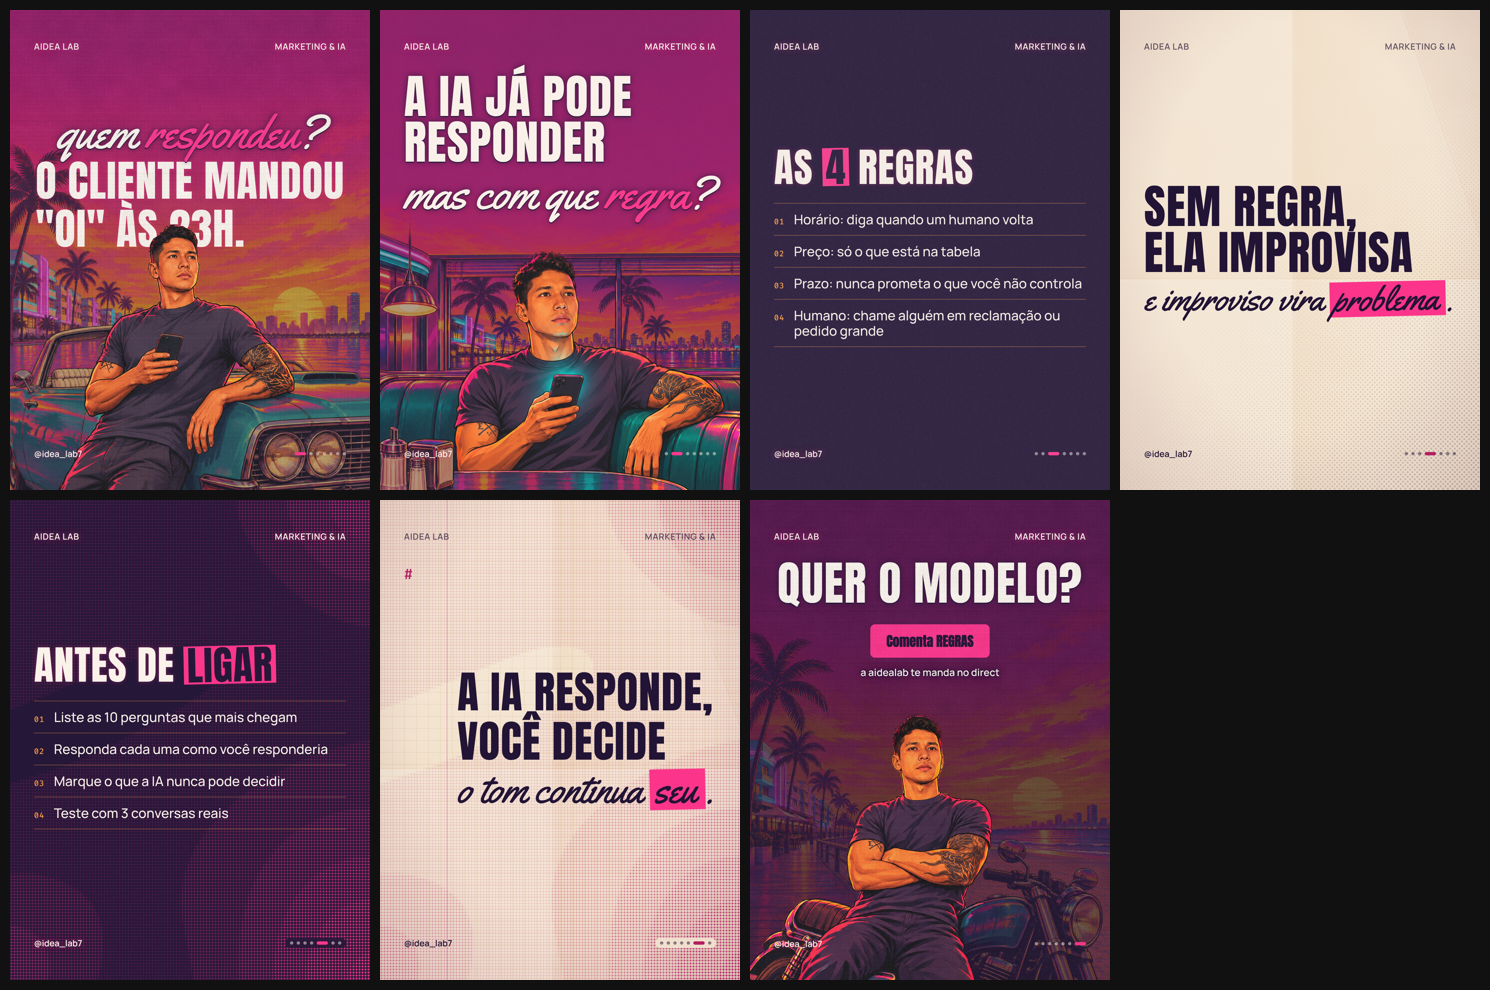 AIDEA LAB
MARKETING & IA
quem respondeu?
O CLIENTE MANDOU
"OI" ÀS 23H.
@idea_lab7
AIDEA LAB
MARKETING & IA
A IA JÁ PODE
RESPONDER
mas com que regra?
@idea_lab7
AIDEA LAB
MARKETING & IA
AS 4 REGRAS
01 Horário: diga quando um humano volta
02 Preço: só o que está na tabela
03 Prazo: nunca prometa o que você não controla
04 Humano: chame alguém em reclamação ou
pedido grande
@idea_lab7
AIDEA LAB
MARKETING & IA
SEM REGRA,
ELA IMPROVISA
e improviso vira problema.
@idea_lab7
AIDEA LAB
MARKETING & IA
ANTES DE LIGAR
01 Liste as 10 perguntas que mais chegam
02 Responda cada uma como você responderia
03 Marque o que a IA nunca pode decidir
04 Teste com 3 conversas reais
@idea_lab7
AIDEA LAB
MARKETING & IA
#
A IA RESPONDE,
VOCÊ DECIDE
o tom continua seu.
@idea_lab7
AIDEA LAB
MARKETING & IA
QUER O MODELO?
Comenta REGRAS
a aidealab te manda no direct
@idea_lab7